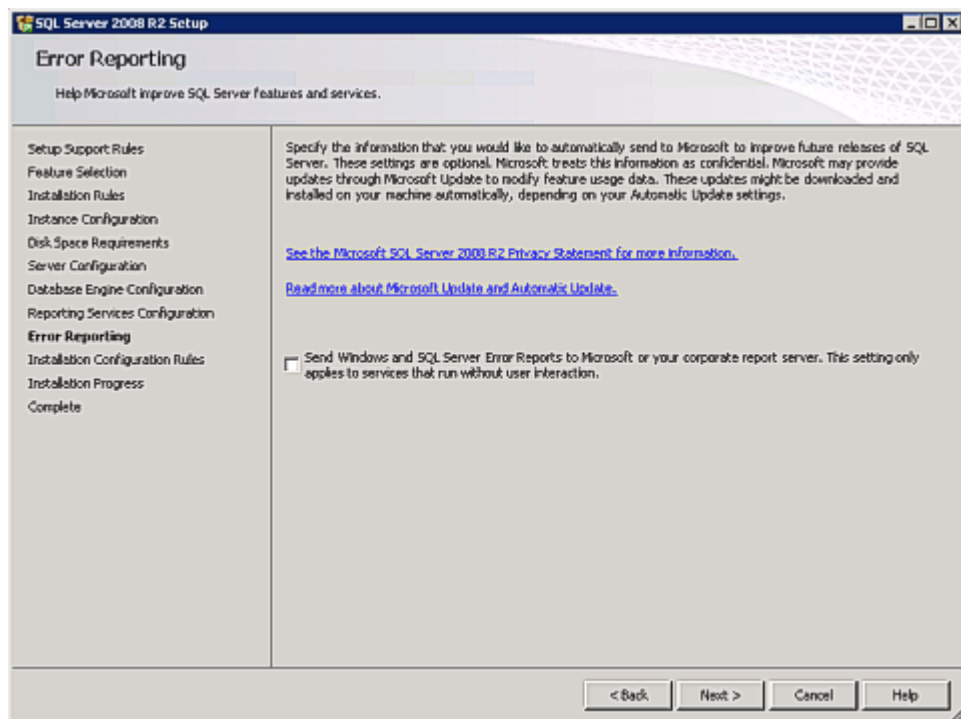 SQL Server 2008 R2 Setup
Error Reporting
Help Microsoft improve SQL Server features and services.
Setup Support Rules
Feature Selection
Installation Rules
Instance Configuration
Disk Space Requirements
Server Configuration
Database Engine Configuration
Reporting Services Configuration
Error Reporting
Installation Configuration Rules
Installation Progress
Complete
Specify the information that you would like to automatically send to Microsoft to improve future releases of SQL
Server. These settings are optional. Microsoft treats this information as confidential. Microsoft may provide
updates through Microsoft Update to modify feature usage data. These updates might be downloaded and
installed on your machine automatically, depending on your Automatic Update settings.
See the Microsoft SQL Server 2008 R2 Privacy Statement for more information.
Read more about Microsoft Update and Automatic Update.
Send Windows and SQL Server Error Reports to Microsoft or your corporate report server. This setting only
applies to services that run without user interaction.
< Back
Next >
Cancel
Help